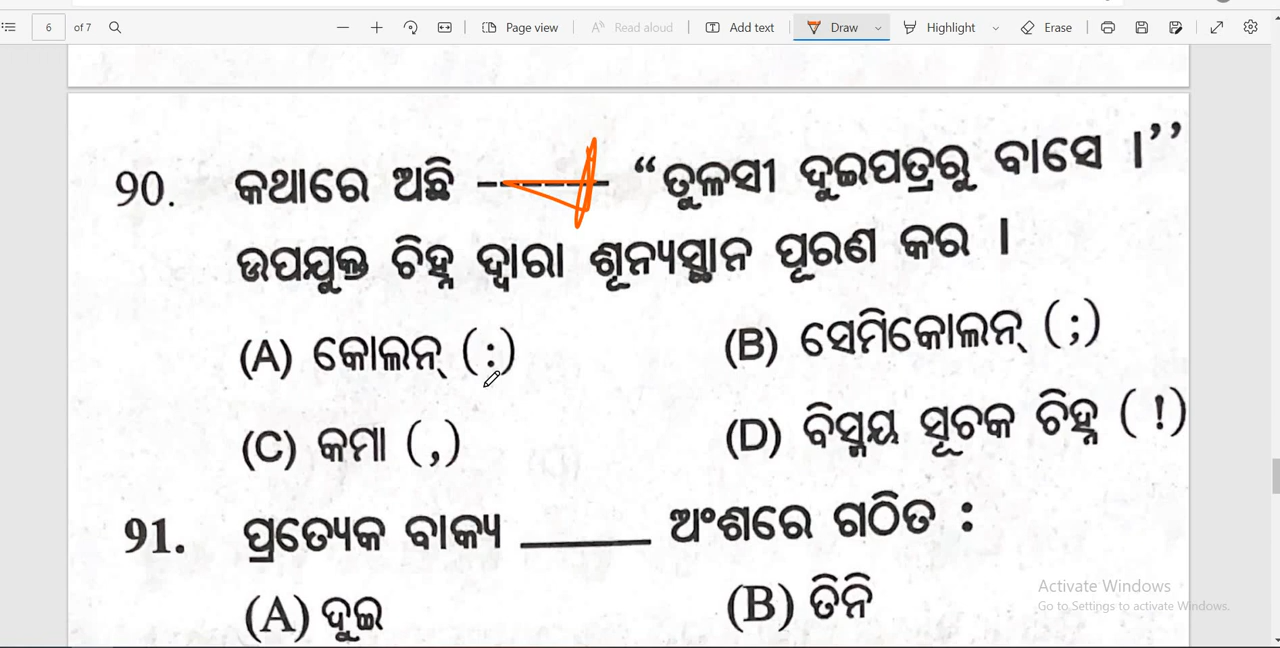 6 of 7 Page view Read aloud Add text Draw Highlight Erase
90. କଥାରେ ଅଛି ------ “ତୁଳସୀ ଦୁଇପତ୍ରରୁ ବାସେ ।”
ଉପଯୁକ୍ତ ଚିହ୍ନ ଦ୍ଵାରା ଶୂନ୍ୟସ୍ଥାନ ପୂରଣ କର ।
(A) କୋଲନ୍ (:) (B) ସେମିକୋଲନ୍ (;)
(C) କମା (,) (D) ବିସ୍ମୟ ସୂଚକ ଚିହ୍ନ (!)
91. ପ୍ରତ୍ୟେକ ବାକ୍ୟ ______ ଅଂଶରେ ଗଠିତ :
(A) ଦୁଇ (B) ତିନି
Activate Windows
Go to Settings to activate Windows.